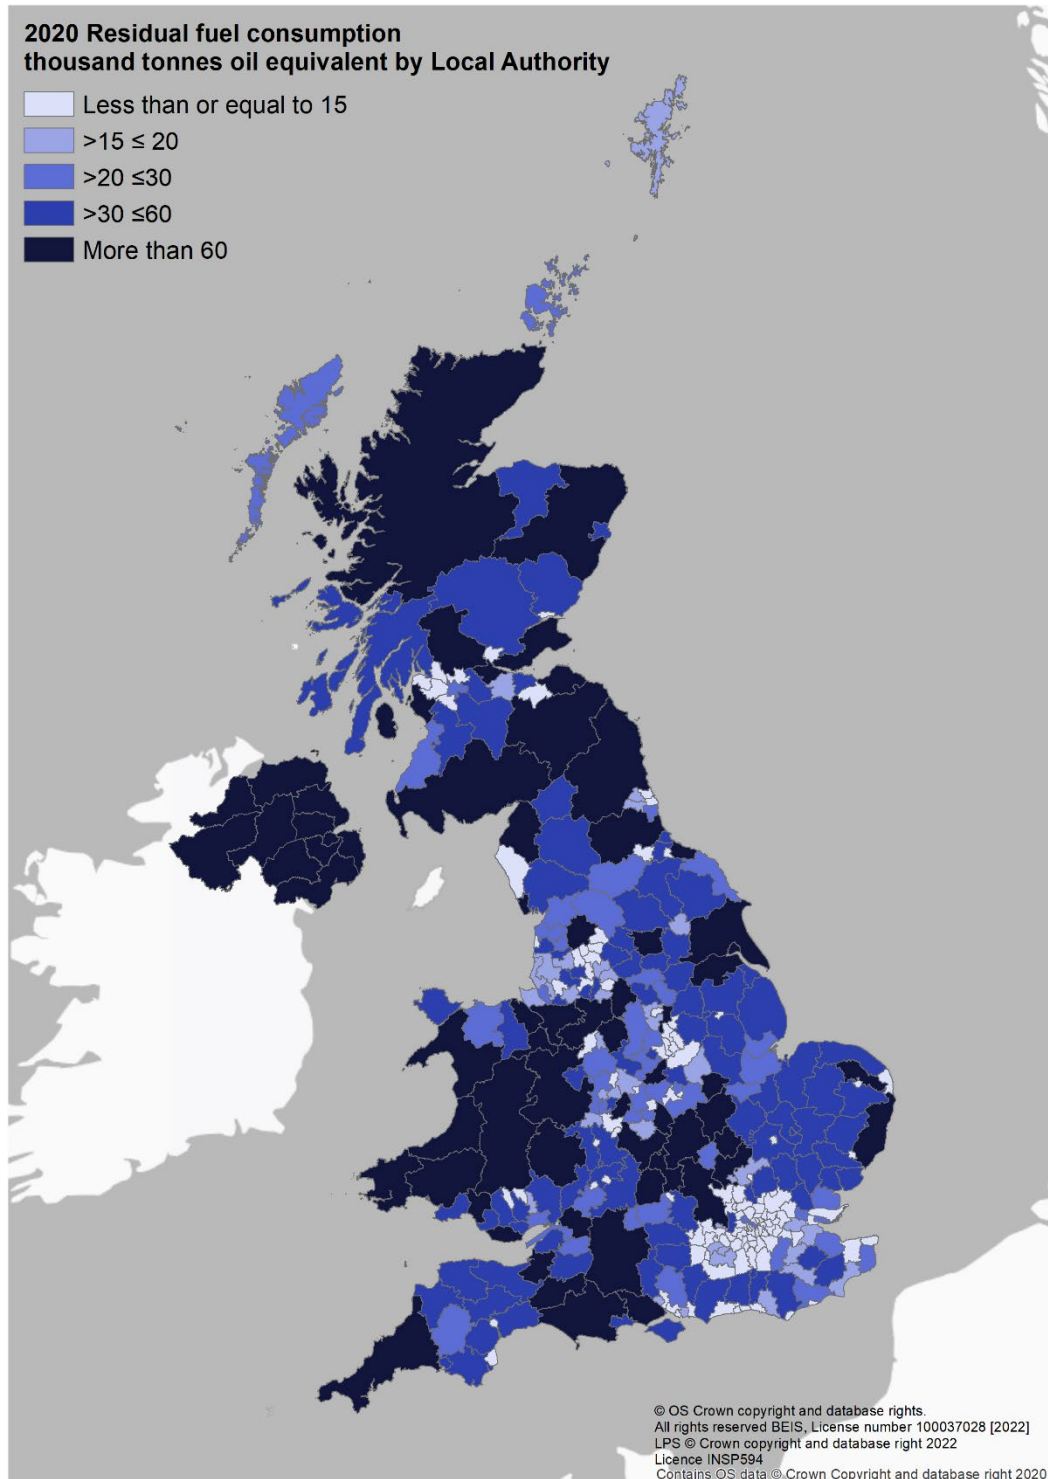 2020 Residual fuel consumption
thousand tonnes oil equivalent by Local Authority
Less than or equal to 15
>15 ≤ 20
>20 ≤30
>30 ≤60
More than 60
© OS Crown copyright and database rights.
All rights reserved BEIS, License number 100037028 [2022]
LPS © Crown copyright and database right 2022
Licence INSP594
Contains OS data © Crown Copyright and database right 2020